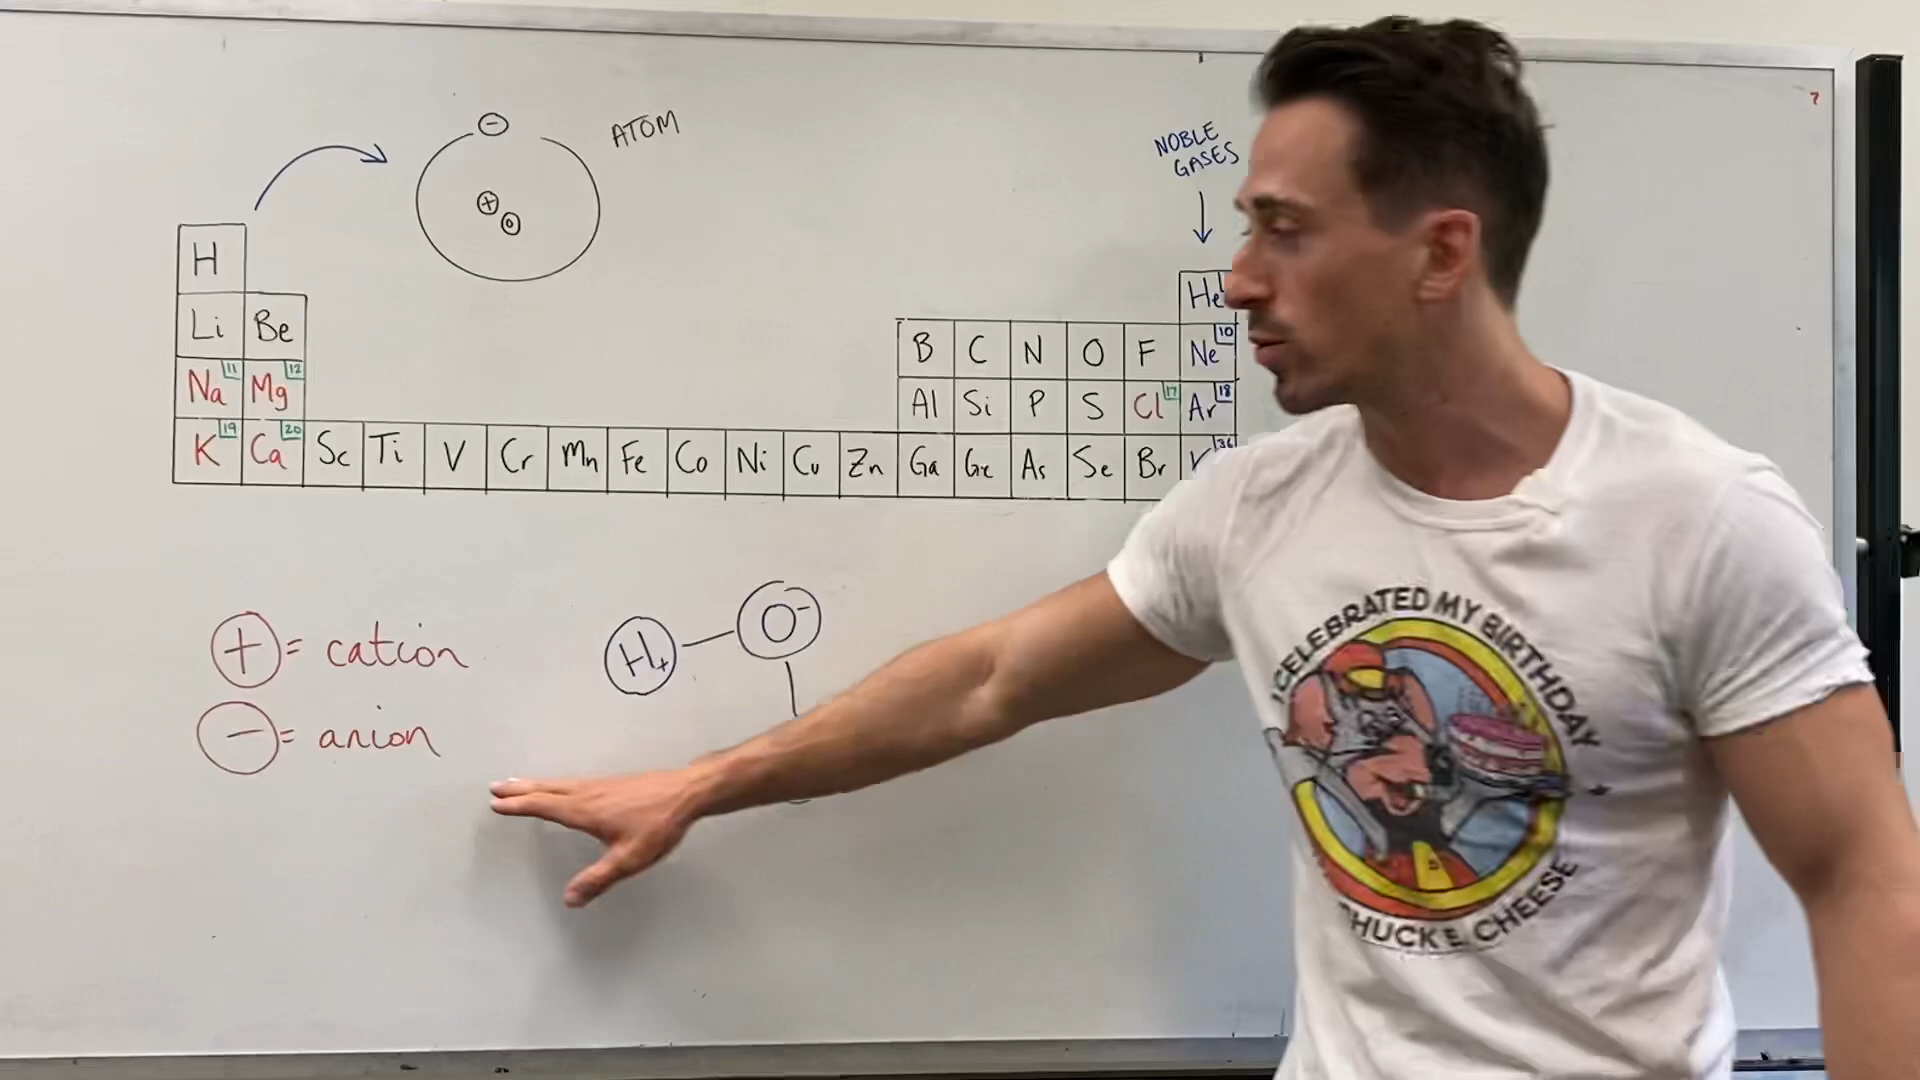 7
ATOM
NOBLE
GASES
H
He
Li Be B C N O F Ne 10
Na 11 Mg 12 Al Si P S Cl 17 Ar 18
K 19 Ca 20 Sc Ti V Cr Mn Fe Co Ni Cu Zn Ga Ge As Se Br 36
+ = cation
- = anion
H+ O-
I CELEBRATED MY BIRTHDAY
CHUCK E. CHEESE